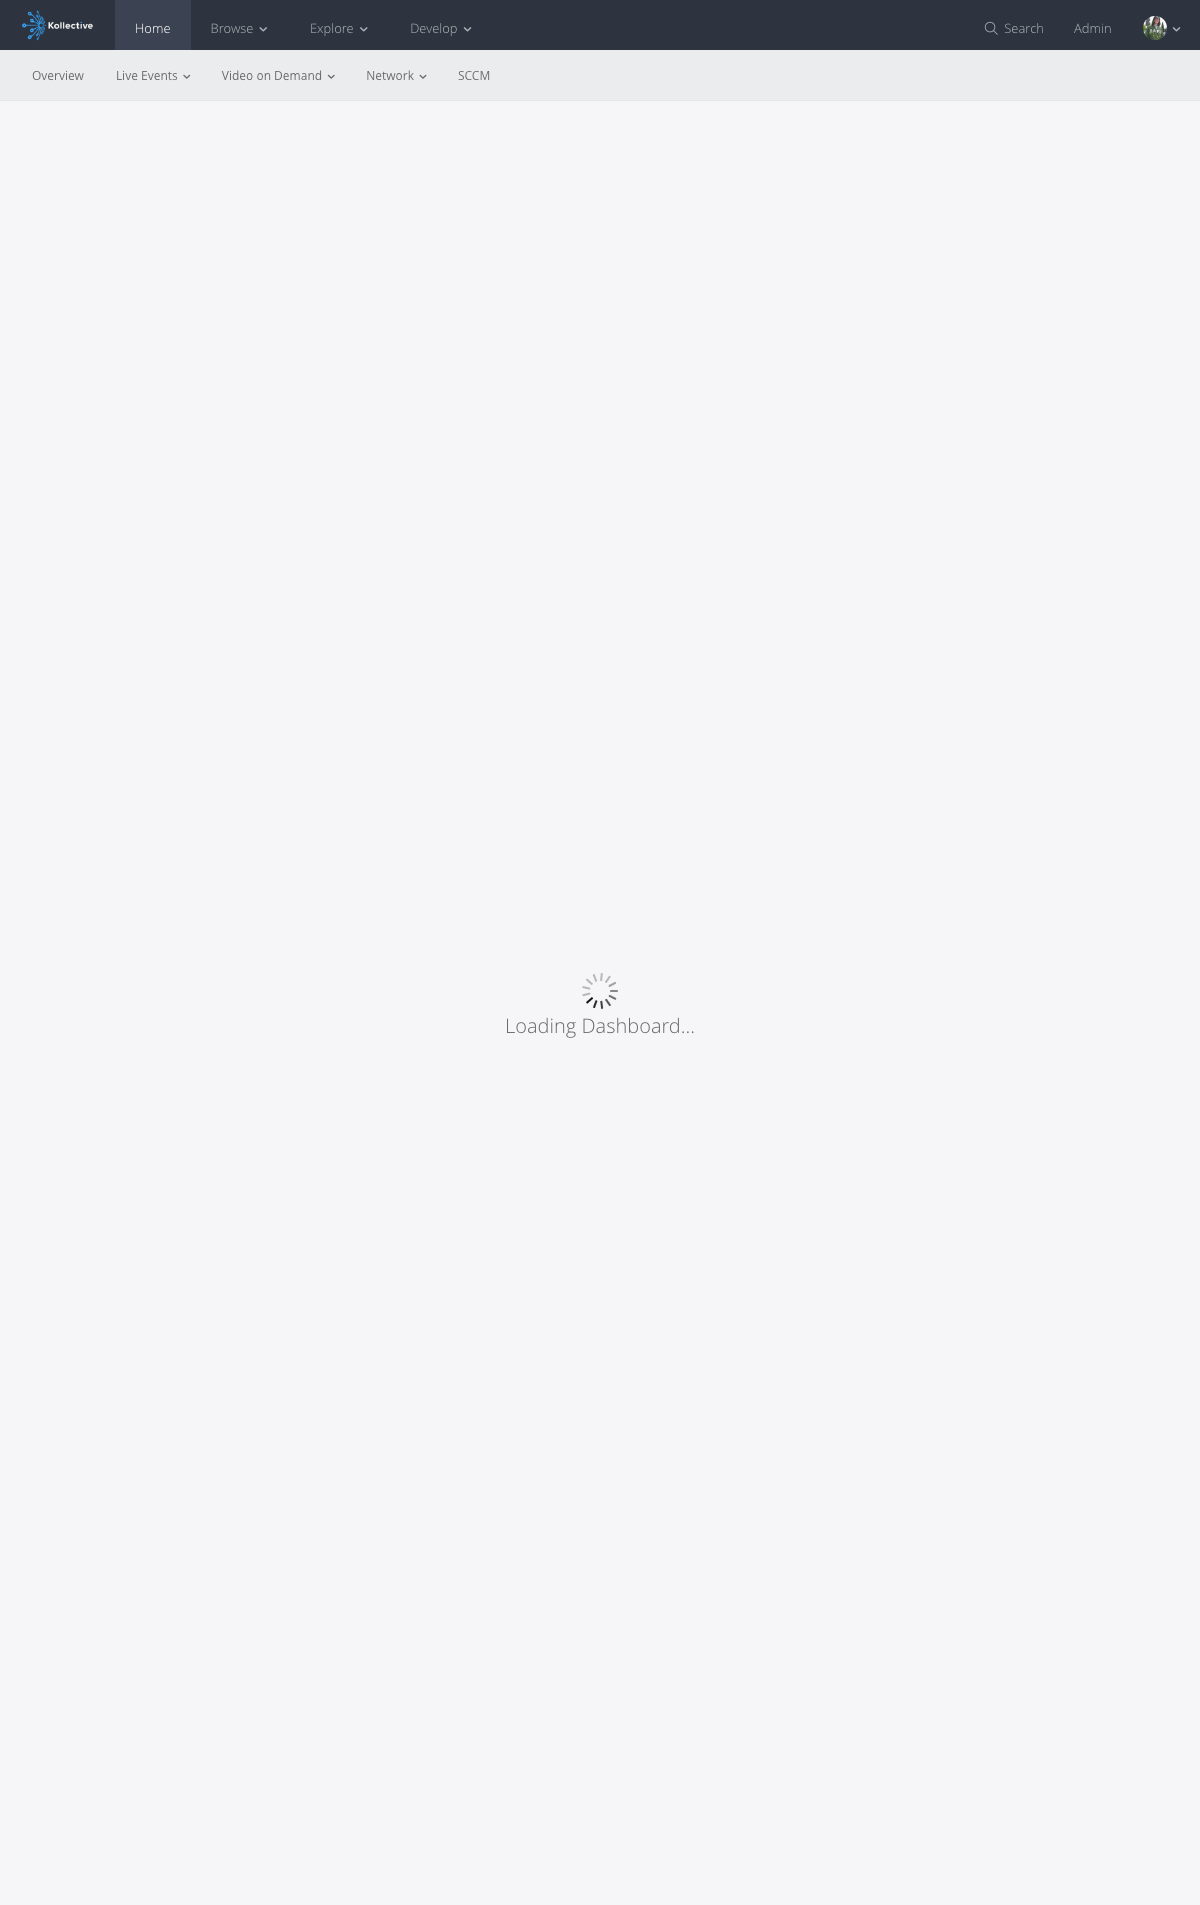 Kollective Home Browse Explore Develop Search Admin
Overview Live Events Video on Demand Network SCCM
Loading Dashboard...